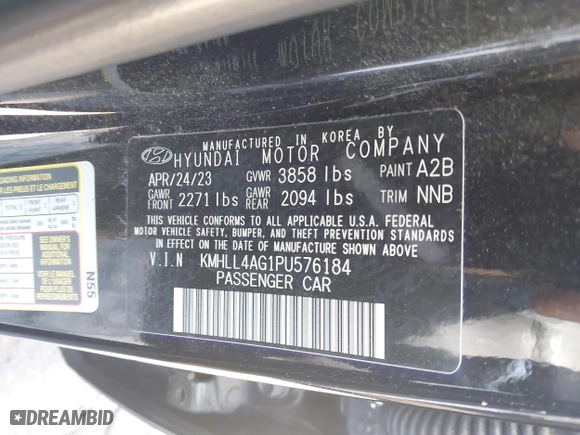 MANUFACTURED IN KOREA BY
HYUNDAI MOTOR COMPANY
APR/24/23 GVWR 3858 lbs PAINT A2B
GAWR FRONT 2271 lbs GAWR REAR 2094 lbs TRIM NNB
THIS VEHICLE CONFORMS TO ALL APPLICABLE U.S.A. FEDERAL
MOTOR VEHICLE SAFETY, BUMPER, AND THEFT PREVENTION STANDARDS
IN EFFECT ON THE DATE OF MANUFACTURE SHOWN ABOVE.
V.I.N KMHLL4AG1PU576184
PASSENGER CAR
LOADING INFORMATION
N55
DREAMBID